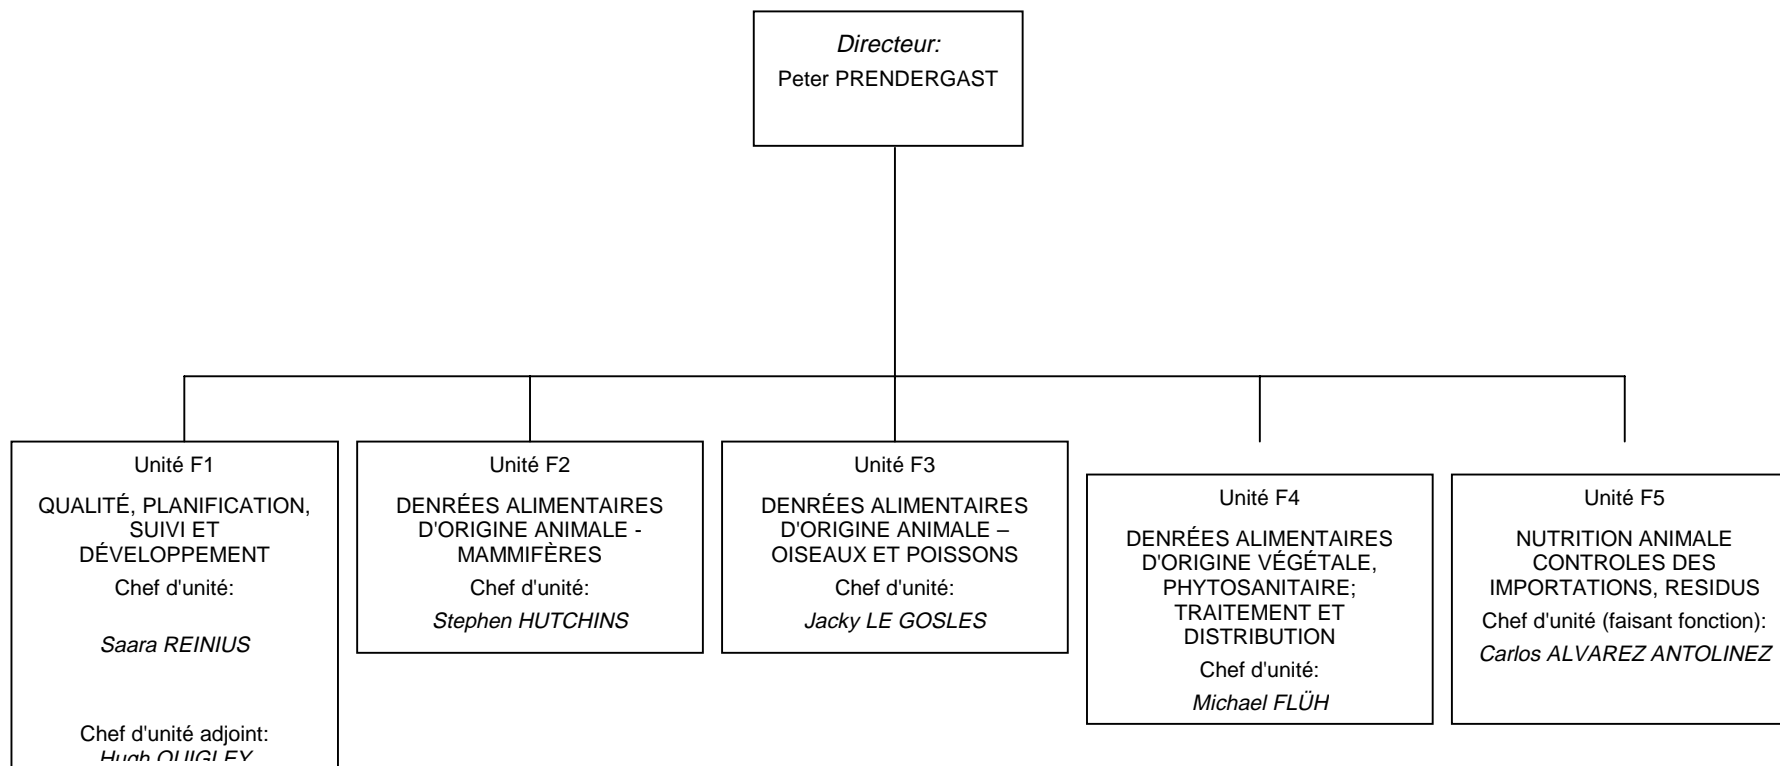 Directeur:
Peter PRENDERGAST
Unité F1
QUALITÉ, PLANIFICATION,
SUIVI ET
DÉVELOPPEMENT
Chef d'unité:
Saara REINIUS
Chef d'unité adjoint:
Hugh QUIGLEY
Unité F2
DENRÉES ALIMENTAIRES
D'ORIGINE ANIMALE -
MAMMIFÈRES
Chef d'unité:
Stephen HUTCHINS
Unité F3
DENRÉES ALIMENTAIRES
D'ORIGINE ANIMALE –
OISEAUX ET POISSONS
Chef d'unité:
Jacky LE GOSLES
Unité F4
DENRÉES ALIMENTAIRES
D'ORIGINE VÉGÉTALE,
PHYTOSANITAIRE;
TRAITEMENT ET
DISTRIBUTION
Chef d'unité:
Michael FLÜH
Unité F5
NUTRITION ANIMALE
CONTROLES DES
IMPORTATIONS, RESIDUS
Chef d'unité (faisant fonction):
Carlos ALVAREZ ANTOLINEZ